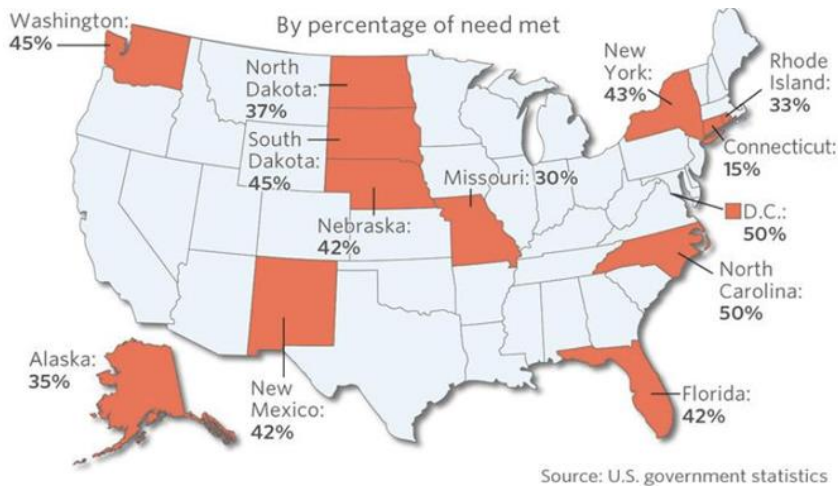 By percentage of need met
Washington:
45%
North
Dakota:
37%
South
Dakota:
45%
Nebraska:
42%
Missouri: 30%
New
York:
43%
Rhode
Island:
33%
Connecticut:
15%
D.C.:
50%
North
Carolina:
50%
Alaska:
35%
New
Mexico:
42%
Florida:
42%
Source: U.S. government statistics